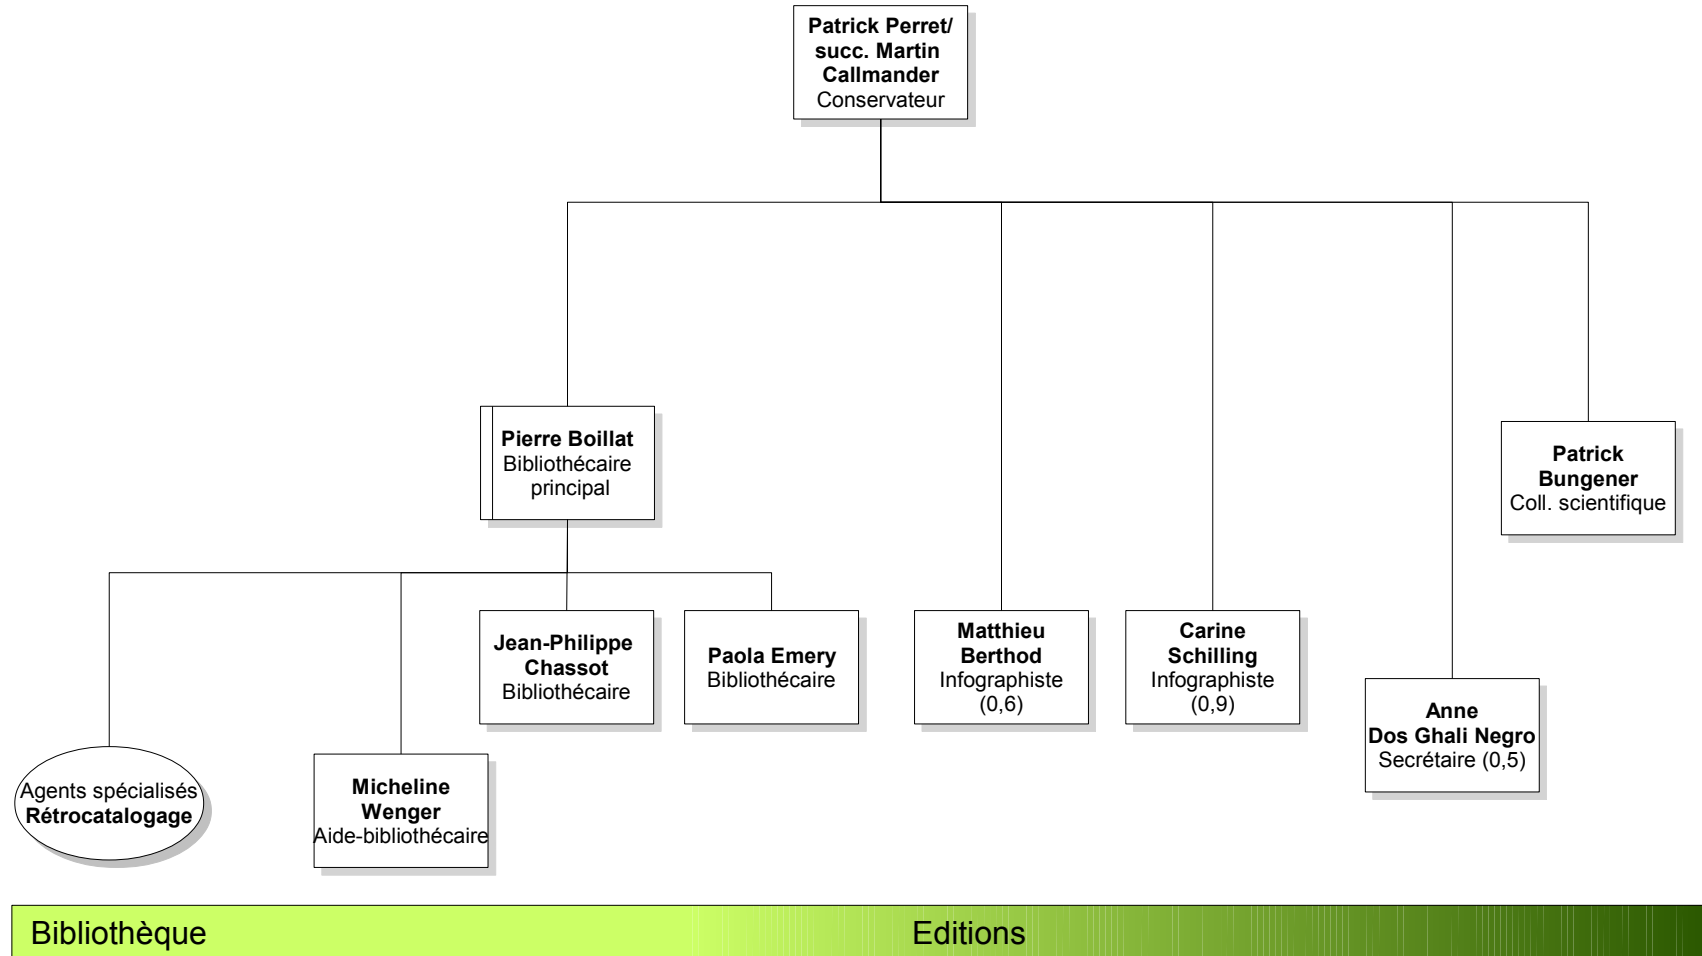 Patrick Perret/
succ. Martin
Callmander
Conservateur
Pierre Boillat
Bibliothécaire
principal
Patrick
Bungener
Coll. scientifique
Jean-Philippe
Chassot
Bibliothécaire
Paola Emery
Bibliothécaire
Matthieu
Berthod
Infographiste
(0,6)
Carine
Schilling
Infographiste
(0,9)
Anne
Dos Ghali Negro
Secrétaire (0,5)
Agents spécialisés
Rétrocatalogage
Micheline
Wenger
Aide-bibliothécaire
Bibliothèque
Editions